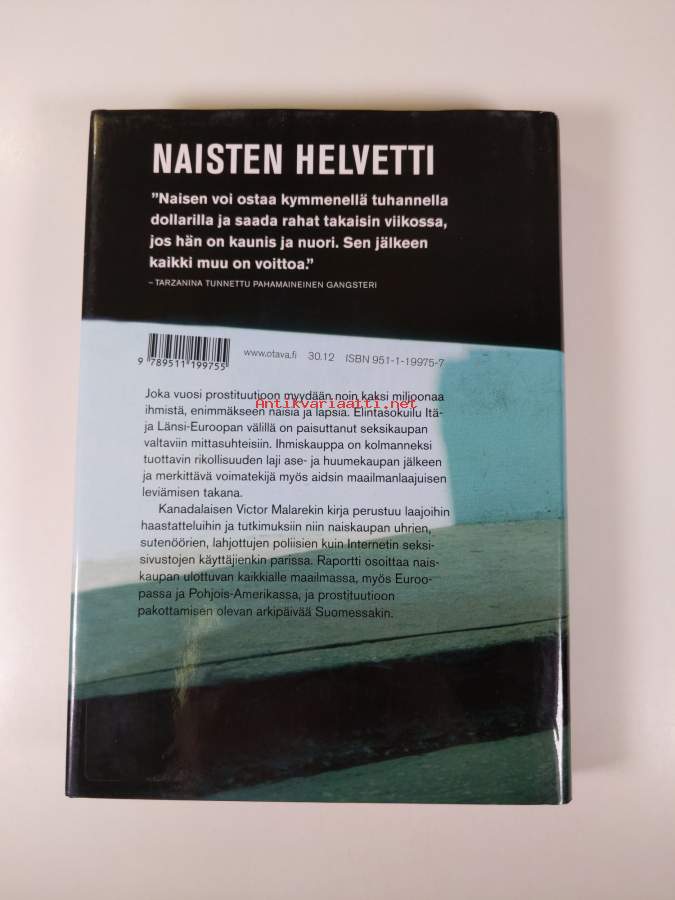 NAISTEN HELVETTI
”Naisen voi ostaa kymmenellä tuhannella
dollarilla ja saada rahat takaisin viikossa,
jos hän on kaunis ja nuori. Sen jälkeen
kaikki muu on voittoa.”
– TARZANINA TUNNETTU PAHAMAINEINEN GANGSTERI
9 789511 199755
www.otava.fi 30.12 ISBN 951-1-19975-7
Joka vuosi prostituutioon myydään noin kaksi miljoonaa
Antikvariaatti.net
ihmistä, enimmäkseen naisia ja lapsia. Elintasokuilu Itä-
ja Länsi-Euroopan välillä on paisuttanut seksikaupan
valtaviin mittasuhteisiin. Ihmiskauppa on kolmanneksi
tuottavin rikollisuuden laji ase- ja huumekaupan jälkeen
ja merkittävä voimatekijä myös aidsin maailmanlaajuisen
leviämisen takana.
Kanadalaisen Victor Malarekin kirja perustuu laajoihin
haastatteluihin ja tutkimuksiin niin naiskaupan uhrien,
sutenöörien, lahjottujen poliisien kuin Internetin seksi-
sivustojen käyttäjienkin parissa. Raportti osoittaa nais-
kaupan ulottuvan kaikkialle maailmassa, myös Euroo-
passa ja Pohjois-Amerikassa, ja prostituutioon
pakottamisen olevan arkipäivää Suomessakin.